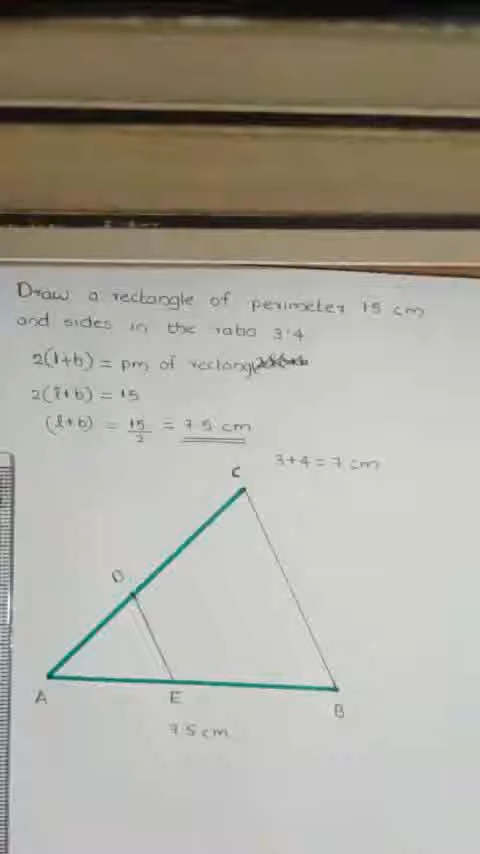 Draw a rectangle of perimeter 15 cm
and sides in the ratio 3:4
2(l+b) = pm of rectangle
2(l+b) = 15
(l+b) = 15/2 = 7.5 cm
3+4 = 7 cm
C
D
A
E
B
7.5 cm